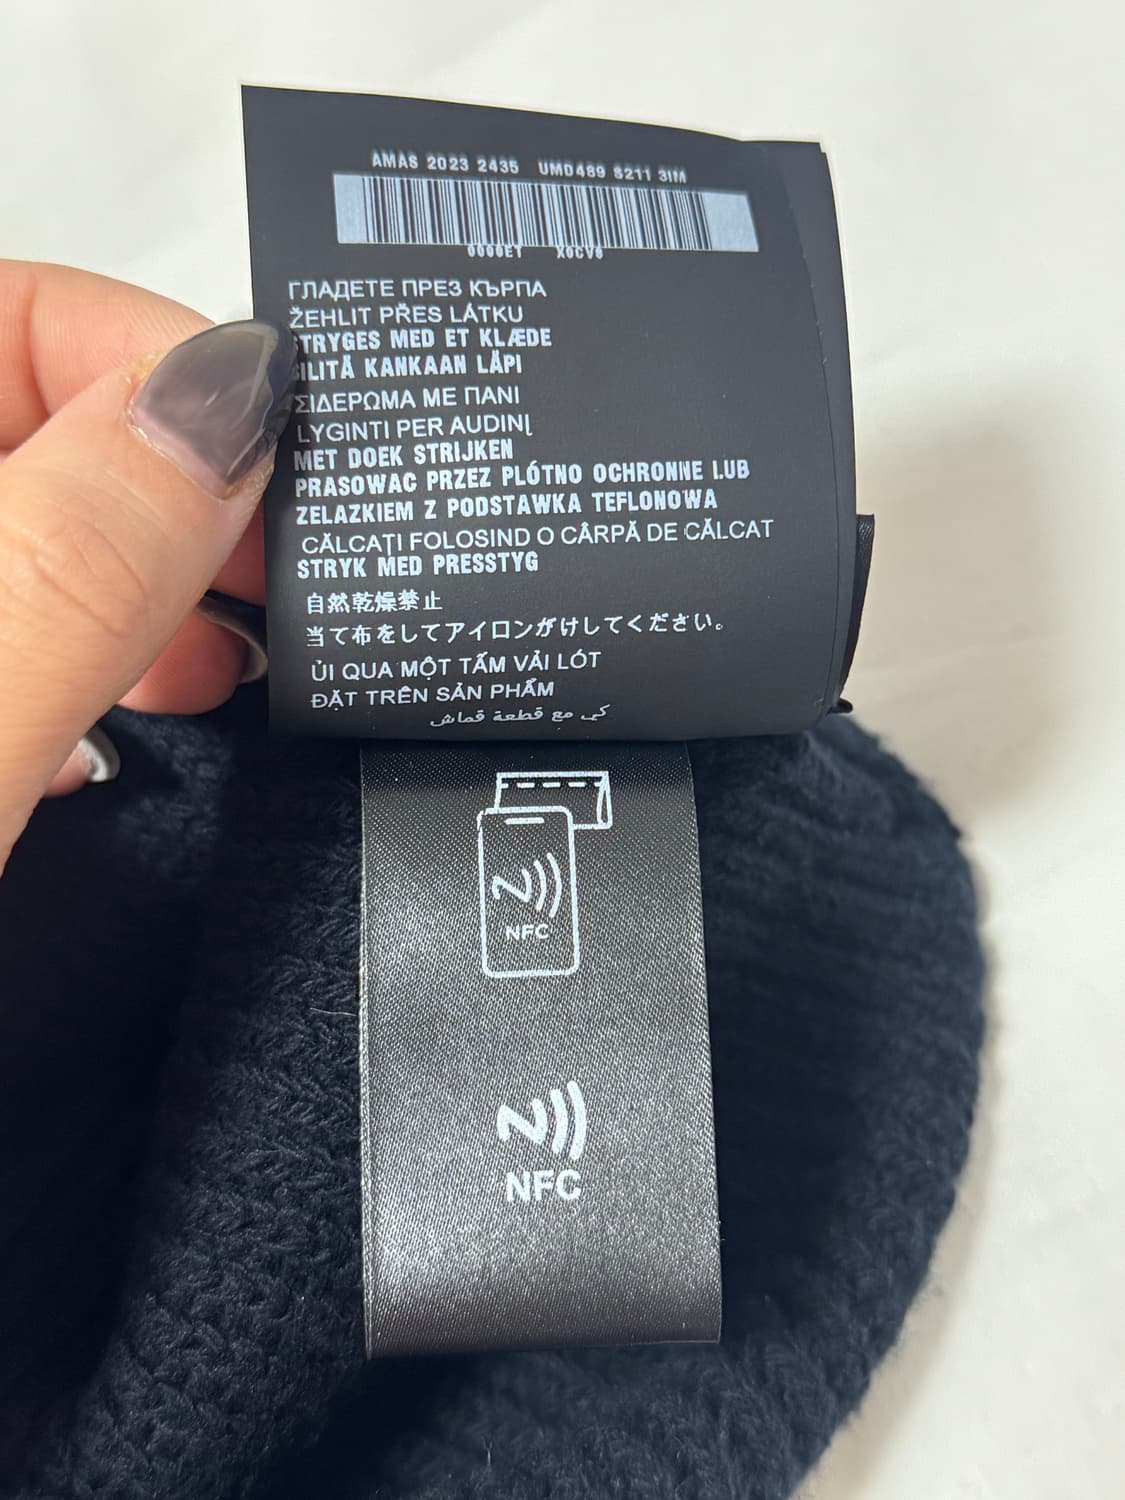 AMAS 2023 2435 UMD489 S211 3IM
0000ET X0CV6
ГЛАДЕТЕ ПРЕЗ КЪРПА
ŽEHLIT PŘES LÁTKU
STRYGES MED ET KLÆDE
SILITÄ KANKAAN LÄPI
ΣΙΔΕΡΩΜΑ ΜΕ ΠΑΝΙ
LYGINTI PER AUDINĮ
MET DOEK STRIJKEN
PRASOWAC PRZEZ PLÓTNO OCHRONNE LUB
ZELAZKIEM Z PODSTAWKA TEFLONOWA
CĂLCAȚI FOLOSIND O CÂRPĂ DE CĂLCAT
STRYK MED PRESSTYG
自然乾燥禁止
当て布をしてアイロンがけしてください。
ỦI QUA MỘT TẤM VẢI LÓT
ĐẶT TRÊN SẢN PHẨM
كي مع قطعة قماش
NFC
NFC